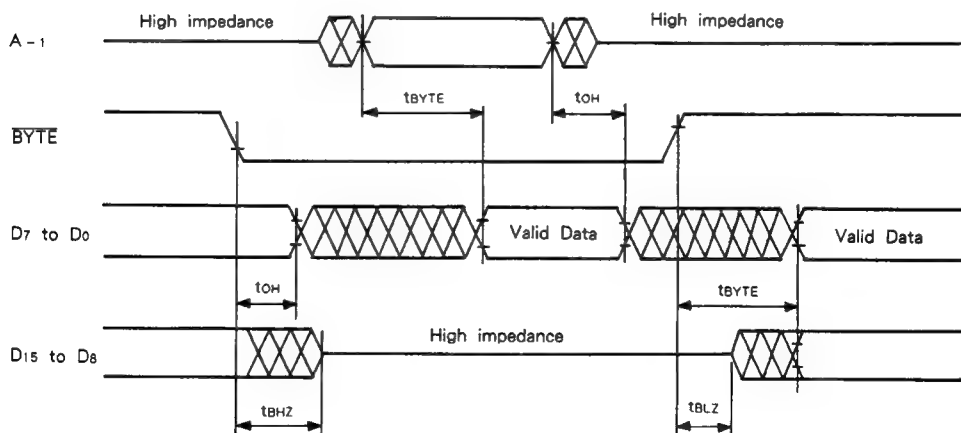 High impedance
High impedance
A-1
tBYTE
tOH
BYTE
D7 to D0
Valid Data
Valid Data
tOH
tBYTE
High impedance
D15 to D8
tBHZ
tBLZ